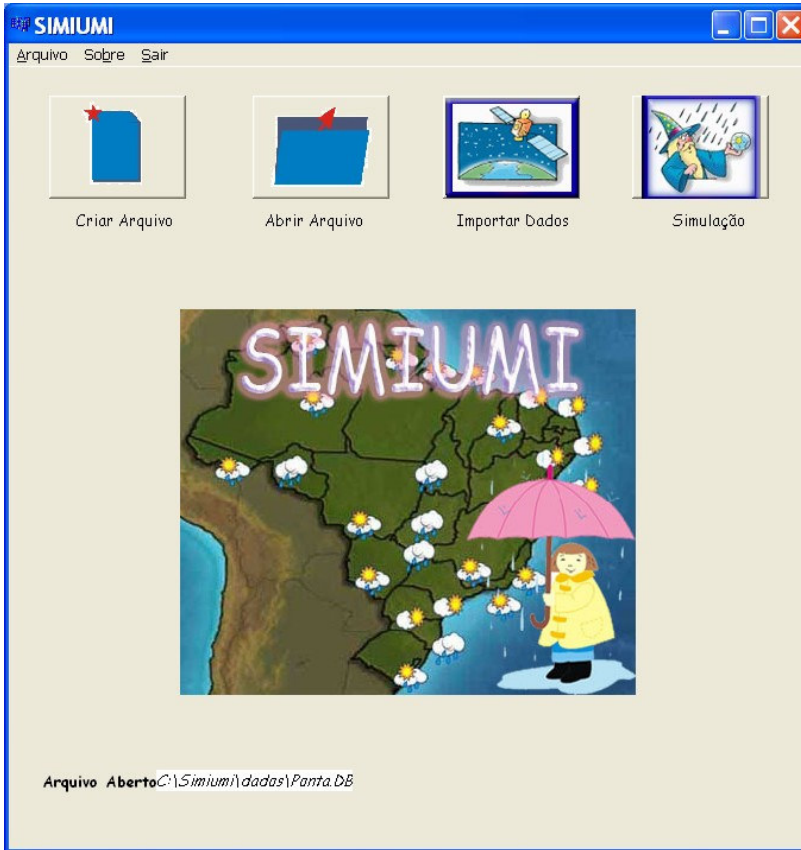 SIMIUMI
Arquivo Sobre Sair
Criar Arquivo Abrir Arquivo Importar Dados Simulação
SIMIUMI
Arquivo Aberto C:\Simiumi\dados\Panta.DB